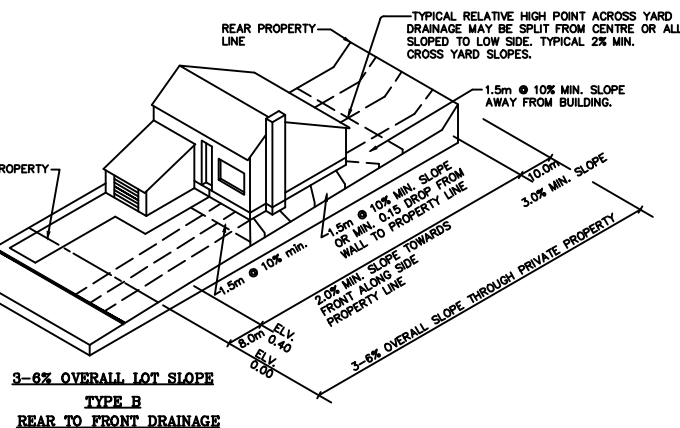 REAR PROPERTY
LINE
TYPICAL RELATIVE HIGH POINT ACROSS YARD
DRAINAGE MAY BE SPLIT FROM CENTRE OR ALL
SLOPED TO LOW SIDE. TYPICAL 2% MIN.
CROSS YARD SLOPES.
1.5m @ 10% MIN. SLOPE
AWAY FROM BUILDING.
PROPERTY
10.0m
3.0% MIN. SLOPE
1.5m @ 10% MIN. SLOPE
OR MIN. 0.15 DROP FROM
WALL TO PROPERTY LINE
1.5m @ 10% min.
2.0% MIN. SLOPE TOWARDS
FRONT ALONG SIDE
PROPERTY LINE
3-6% OVERALL SLOPE THROUGH PRIVATE PROPERTY
8.0m
ELV.
0.40
ELV.
0.00
3-6% OVERALL LOT SLOPE
TYPE B
REAR TO FRONT DRAINAGE